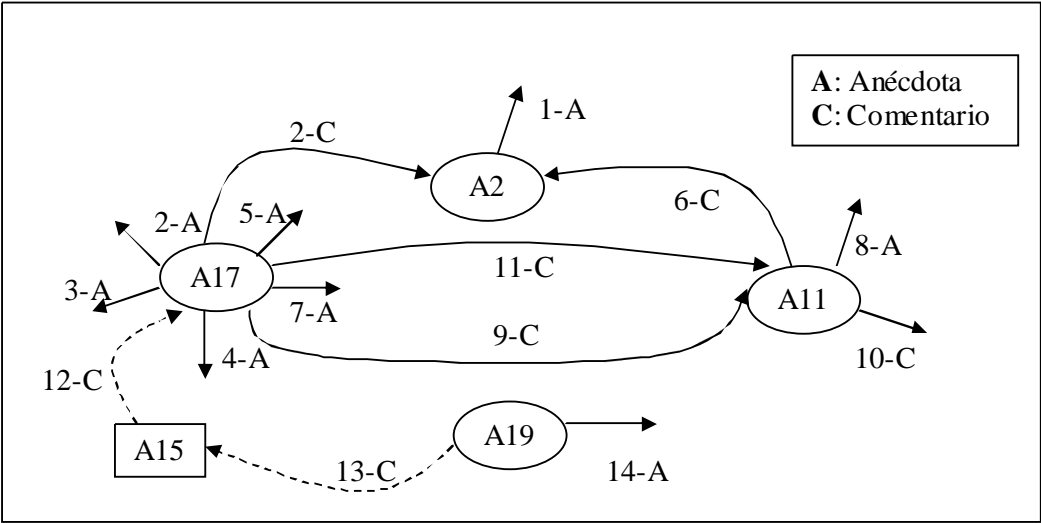 A: Anécdota
C: Comentario
1-A
2-C
A2
6-C
2-A
5-A
8-A
11-C
A17
A11
3-A
7-A
9-C
4-A
10-C
12-C
A15
A19
13-C
14-A